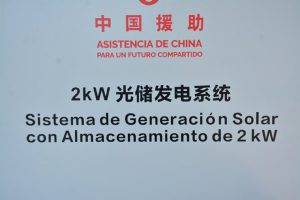 中国援助
ASISTENCIA DE CHINA
PARA UN FUTURO COMPARTIDO
2kW 光储发电系统
Sistema de Generación Solar
con Almacenamiento de 2 kW